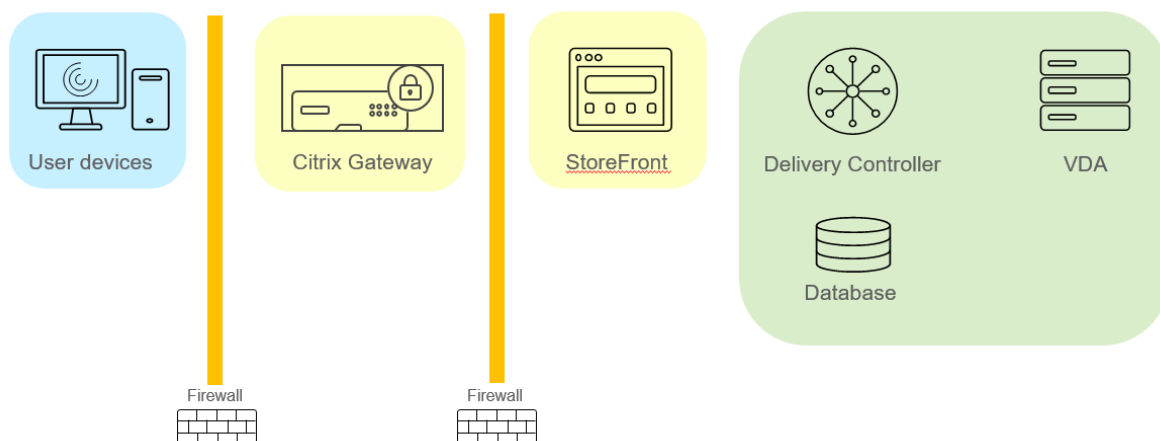 User devices
Citrix Gateway
StoreFront
Delivery Controller
VDA
Database
Firewall
Firewall